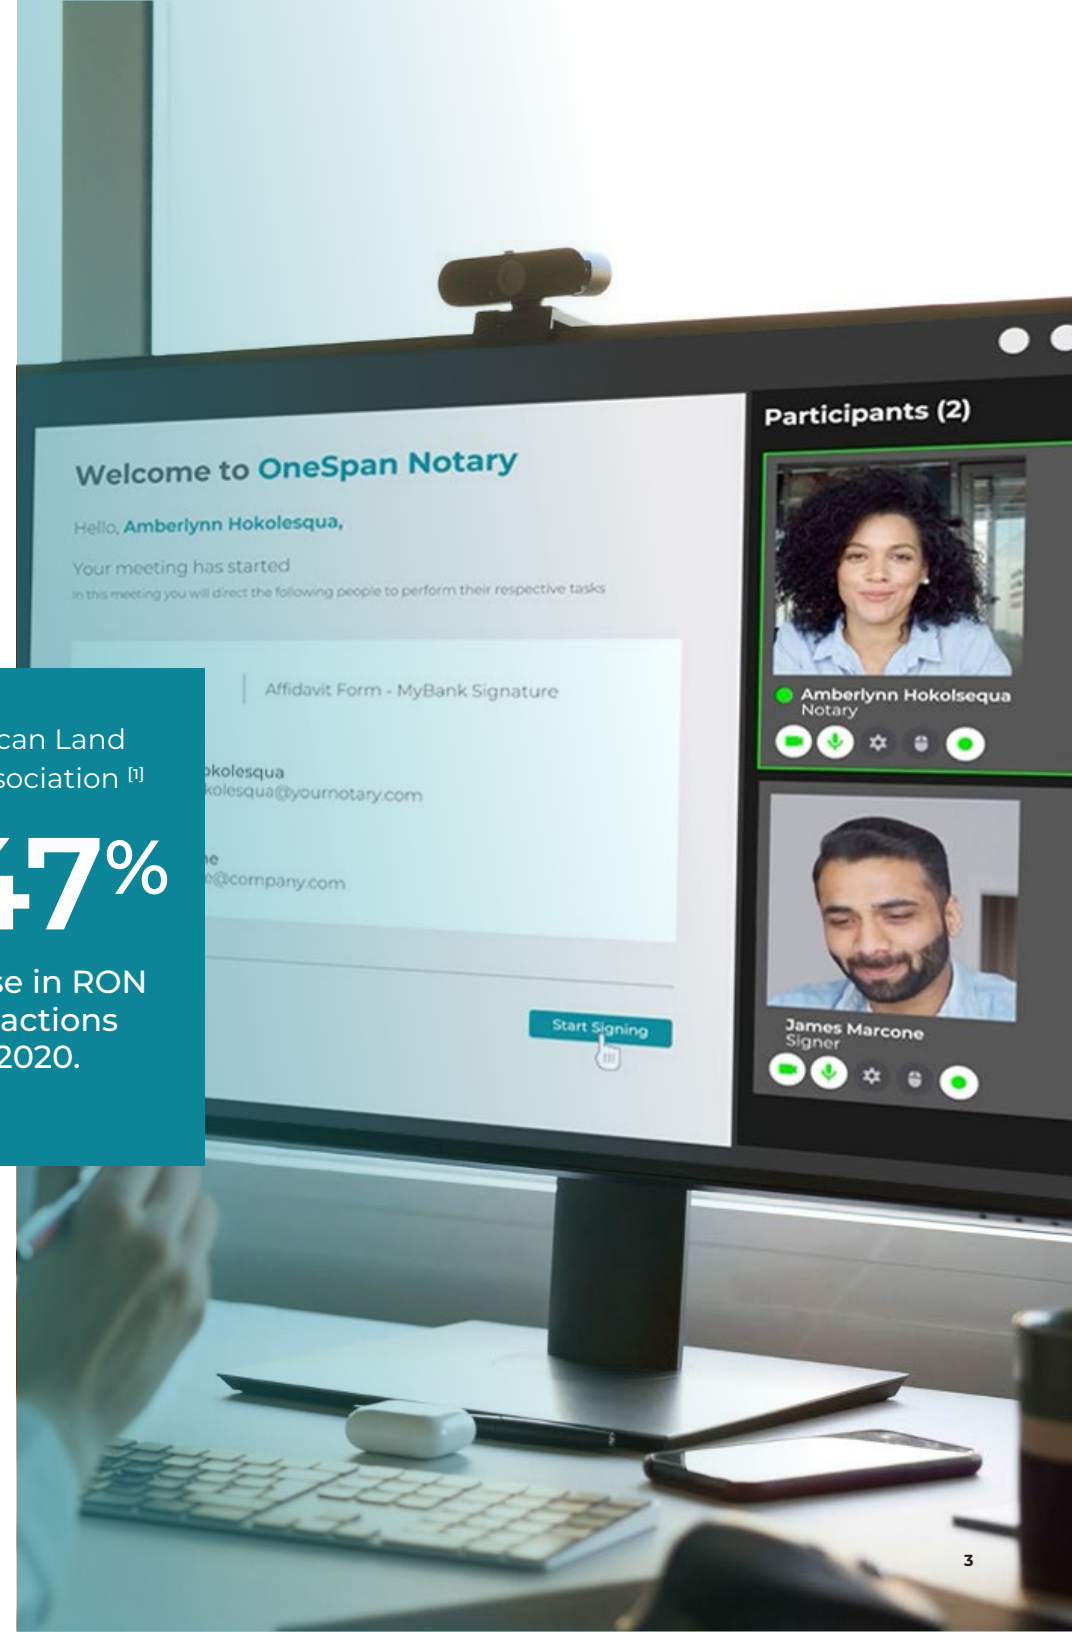 Participants (2)
Welcome to OneSpan Notary
Hello, Amberlynn Hokolesqua,
Your meeting has started
In this meeting you will direct the following people to perform their respective tasks
Affidavit Form - MyBank Signature
okolesqua
kolesqua@yournotary.com
ne
e@company.com
Start Signing
Amberlynn Hokolsequa
Notary
James Marcone
Signer
can Land
sociation [1]
47%
se in RON
actions
2020.
3